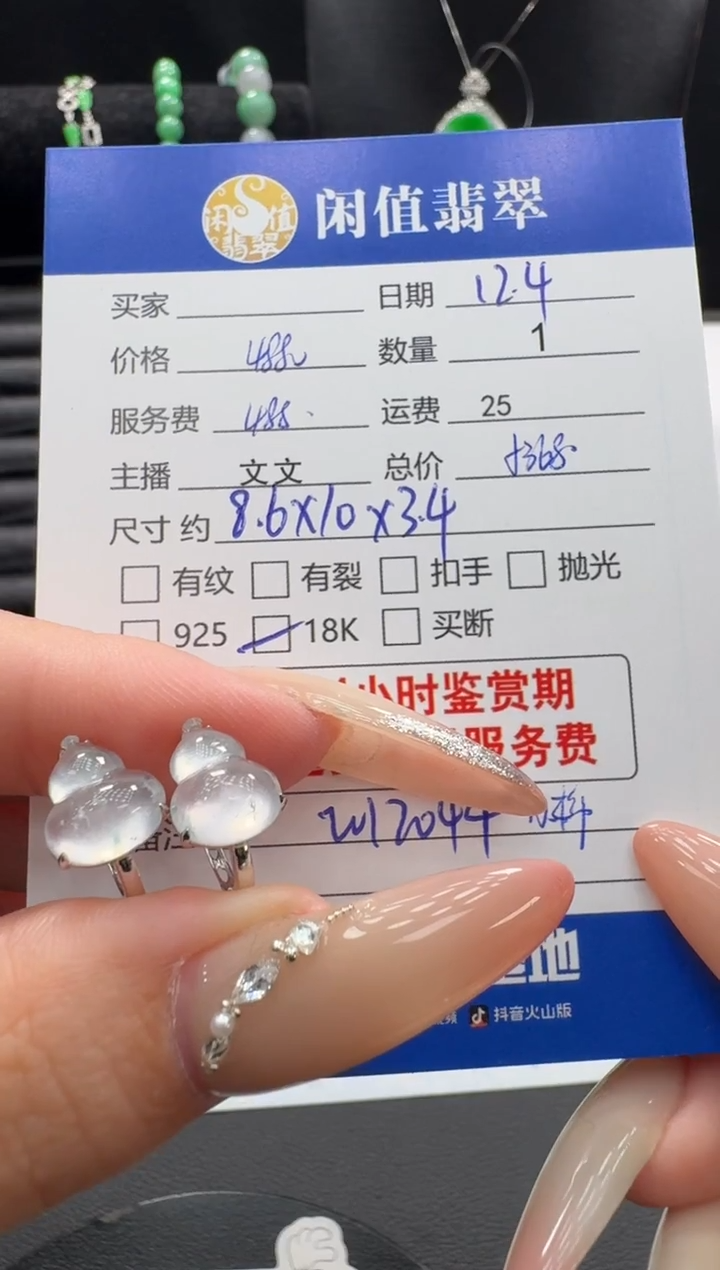 闲值翡翠
闲值翡翠
买家 日期 12.4
价格 数量 1
服务费 488 运费 25
主播 文文 总价
尺寸 约 8.6X10X3.4
有纹 有裂 扣手 抛光
925 18K 买断
小时鉴赏期
服务费
备注
地
抖音火山版